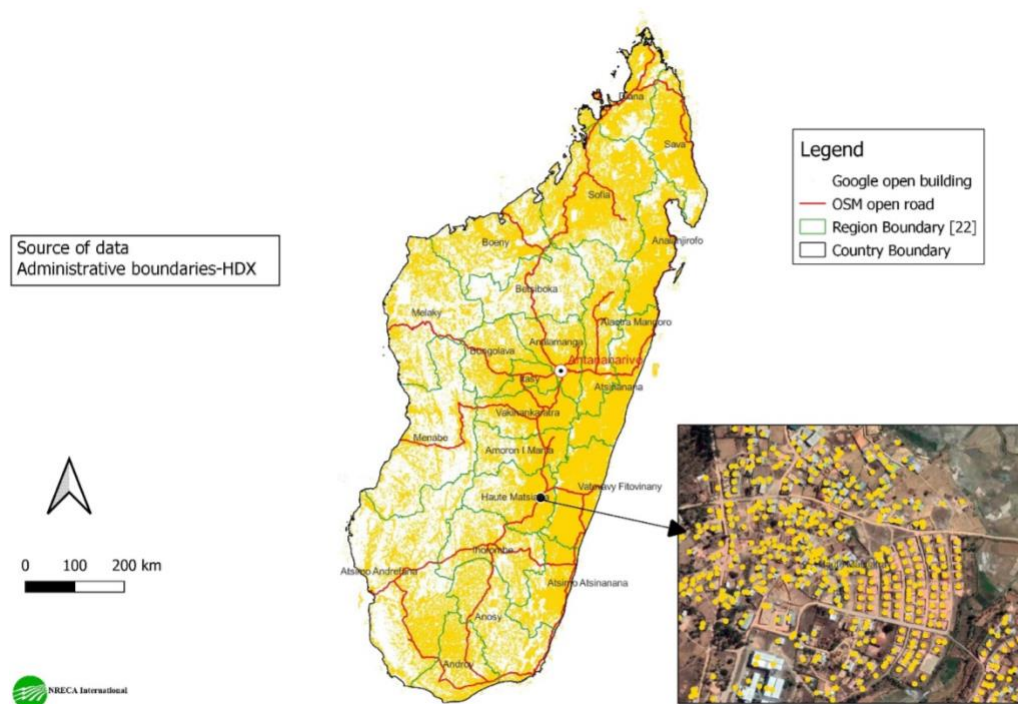 Diana
Sava
Sofia
Analanjirofo
Boeny
Betsiboka
Melaky
Alaotra Mangoro
Analamanga
Bongolava
Antananarivo
Itasy
Atsinanana
Vakinankaratra
Menabe
Amoron I Mania
Vatovavy Fitovinany
Haute Matsiatra
Ihorombe
Atsimo Andrefana
Atsimo Atsinanana
Anosy
Androy
Legend
Google open building
OSM open road
Region Boundary [22]
Country Boundary
Source of data
Administrative boundaries-HDX
0 100 200 km
NRECA International